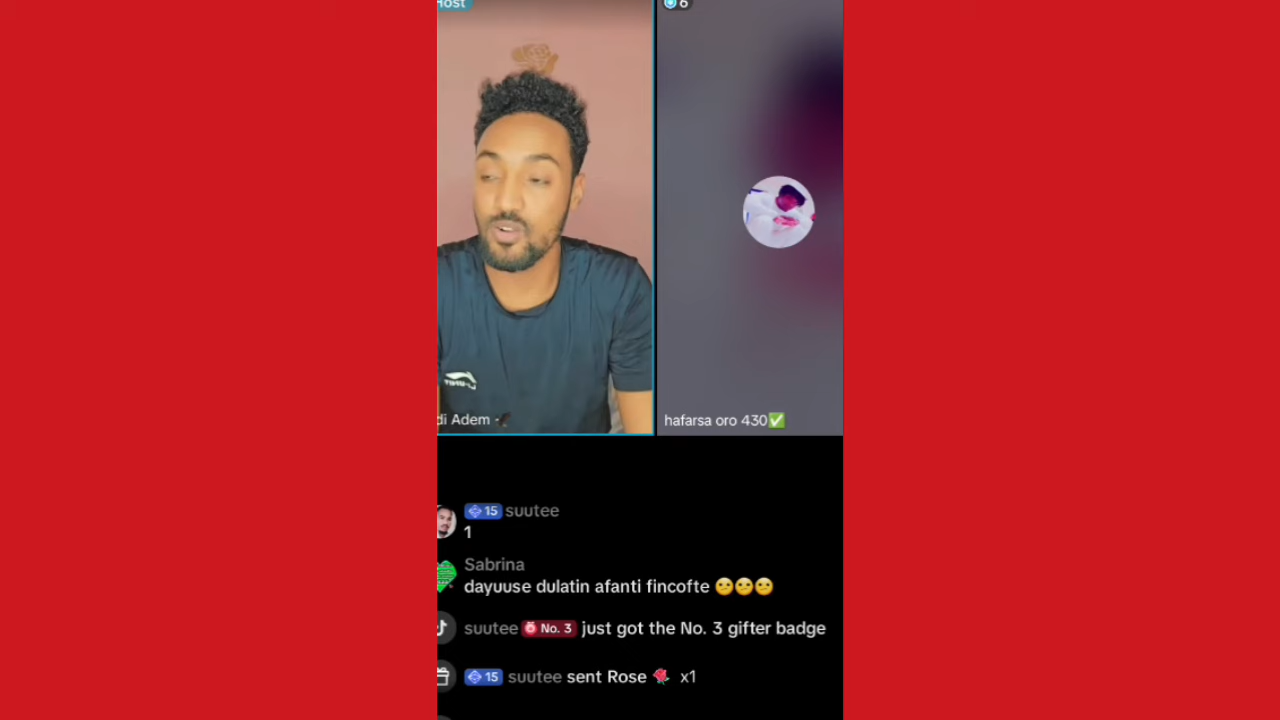 Host
6
di Adem
hafarsa oro 430✅
15 suutee
1
Sabrina
dayuuse dulatin afanti fincofte 🫤🫤🫤
suutee No. 3 just got the No. 3 gifter badge
15 suutee sent Rose 🌹 x1